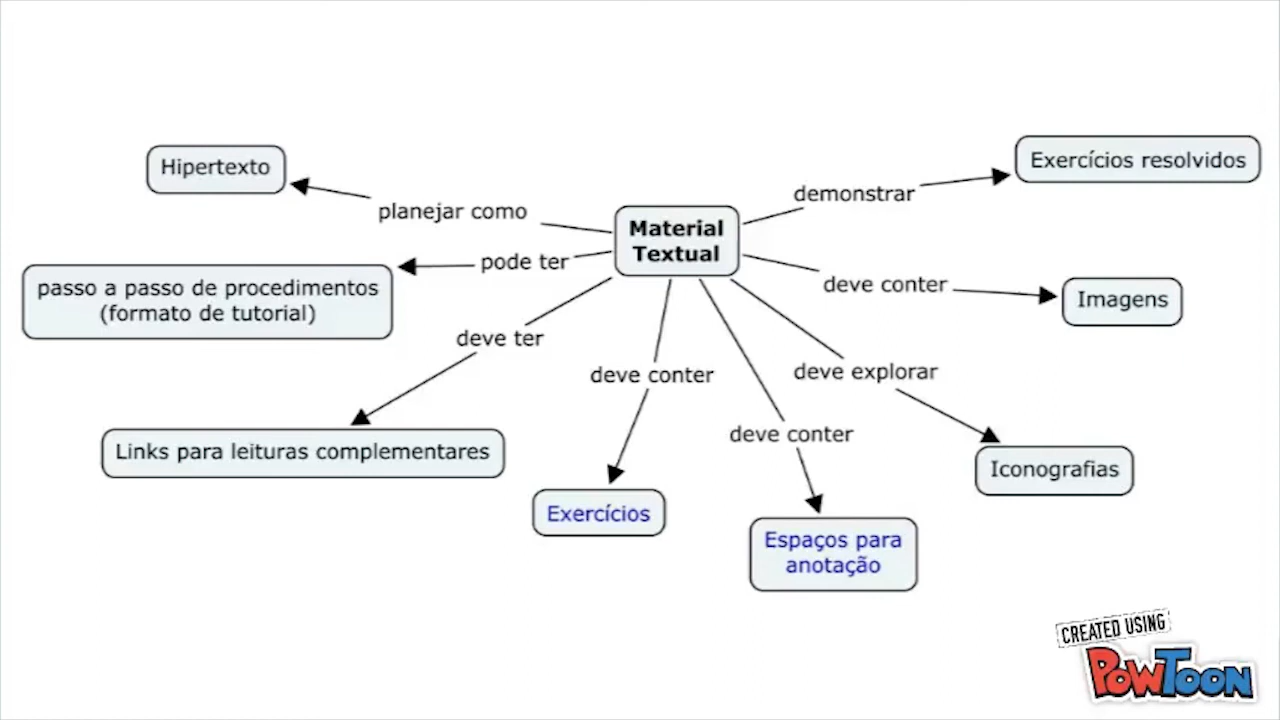 Hipertexto
planejar como
Material
Textual
demonstrar
Exercícios resolvidos
pode ter
passo a passo de procedimentos
(formato de tutorial)
deve conter
Imagens
deve ter
Links para leituras complementares
deve conter
Exercícios
deve conter
Espaços para
anotação
deve explorar
Iconografias
CREATED USING
POWTOON